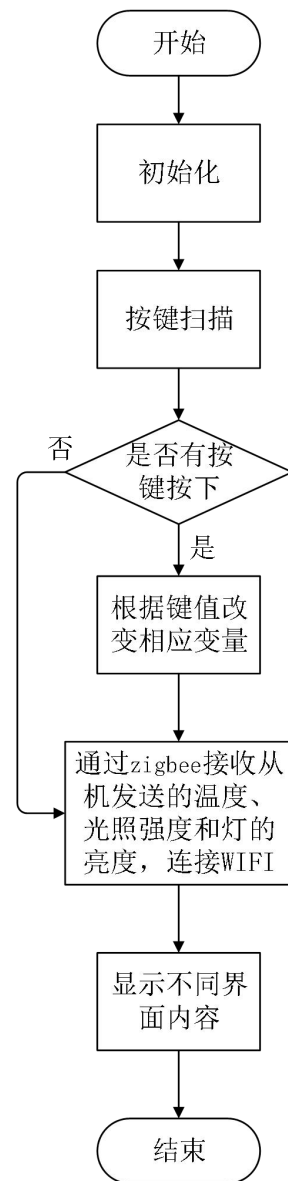 开始
初始化
按键扫描
是否有按
键按下
否
是
根据键值改
变相应变量
通过zigbee接收从
机发送的温度、
光照强度和灯的
亮度，连接WIFI
显示不同界
面内容
结束